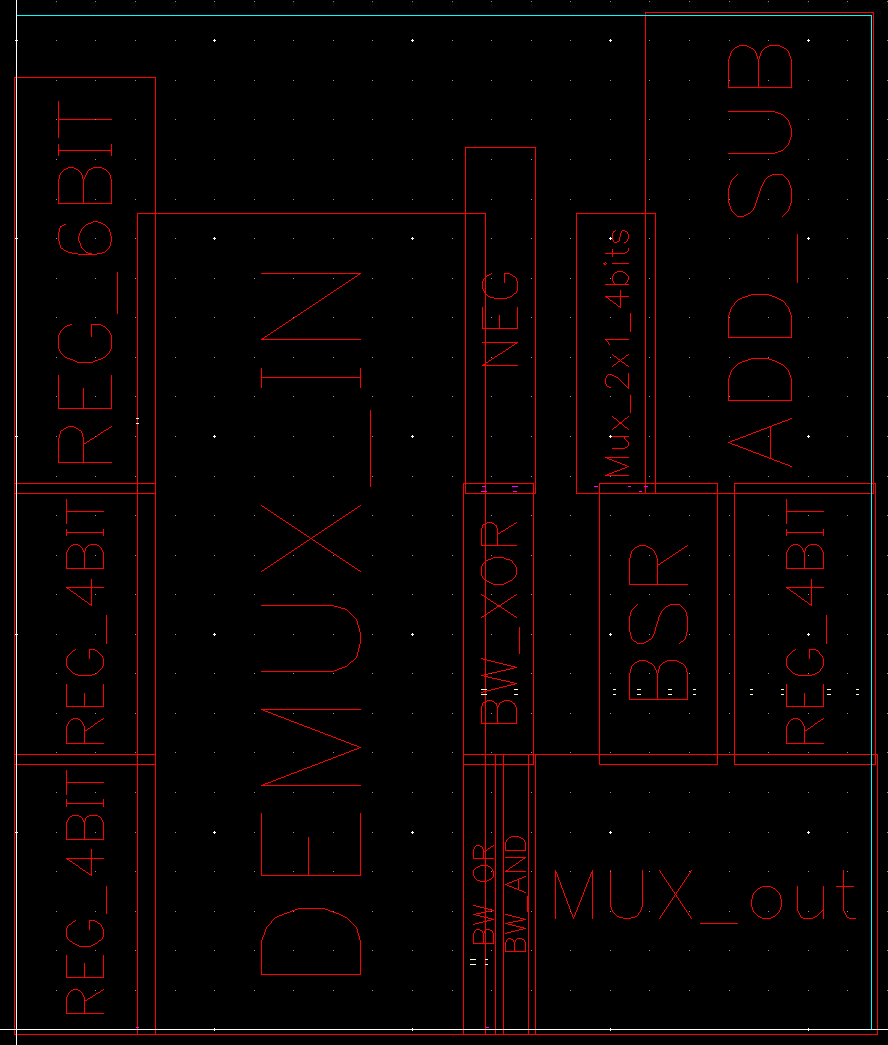 REG_6BIT
REG_4BIT
REG_4BIT
DEMUX_IN
NEG
BW_XOR
BW_OR
BW_AND
Mux_2x1_4bits
BSR
ADD_SUB
REG_4BIT
MUX_out